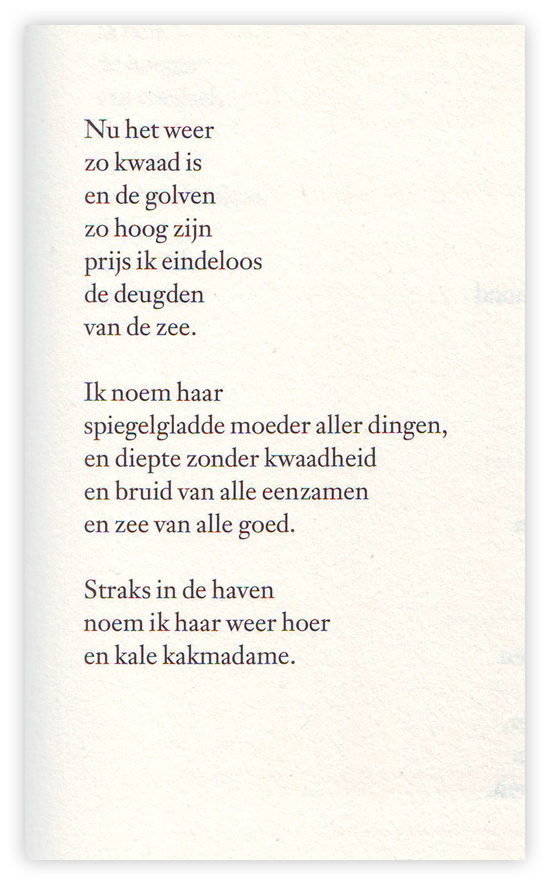 Nu het weer
zo kwaad is
en de golven
zo hoog zijn
prijs ik eindeloos
de deugden
van de zee.
Ik noem haar
spiegelgladde moeder aller dingen,
en diepte zonder kwaadheid
en bruid van alle eenzamen
en zee van alle goed.
Straks in de haven
noem ik haar weer hoer
en kale kakmadame.